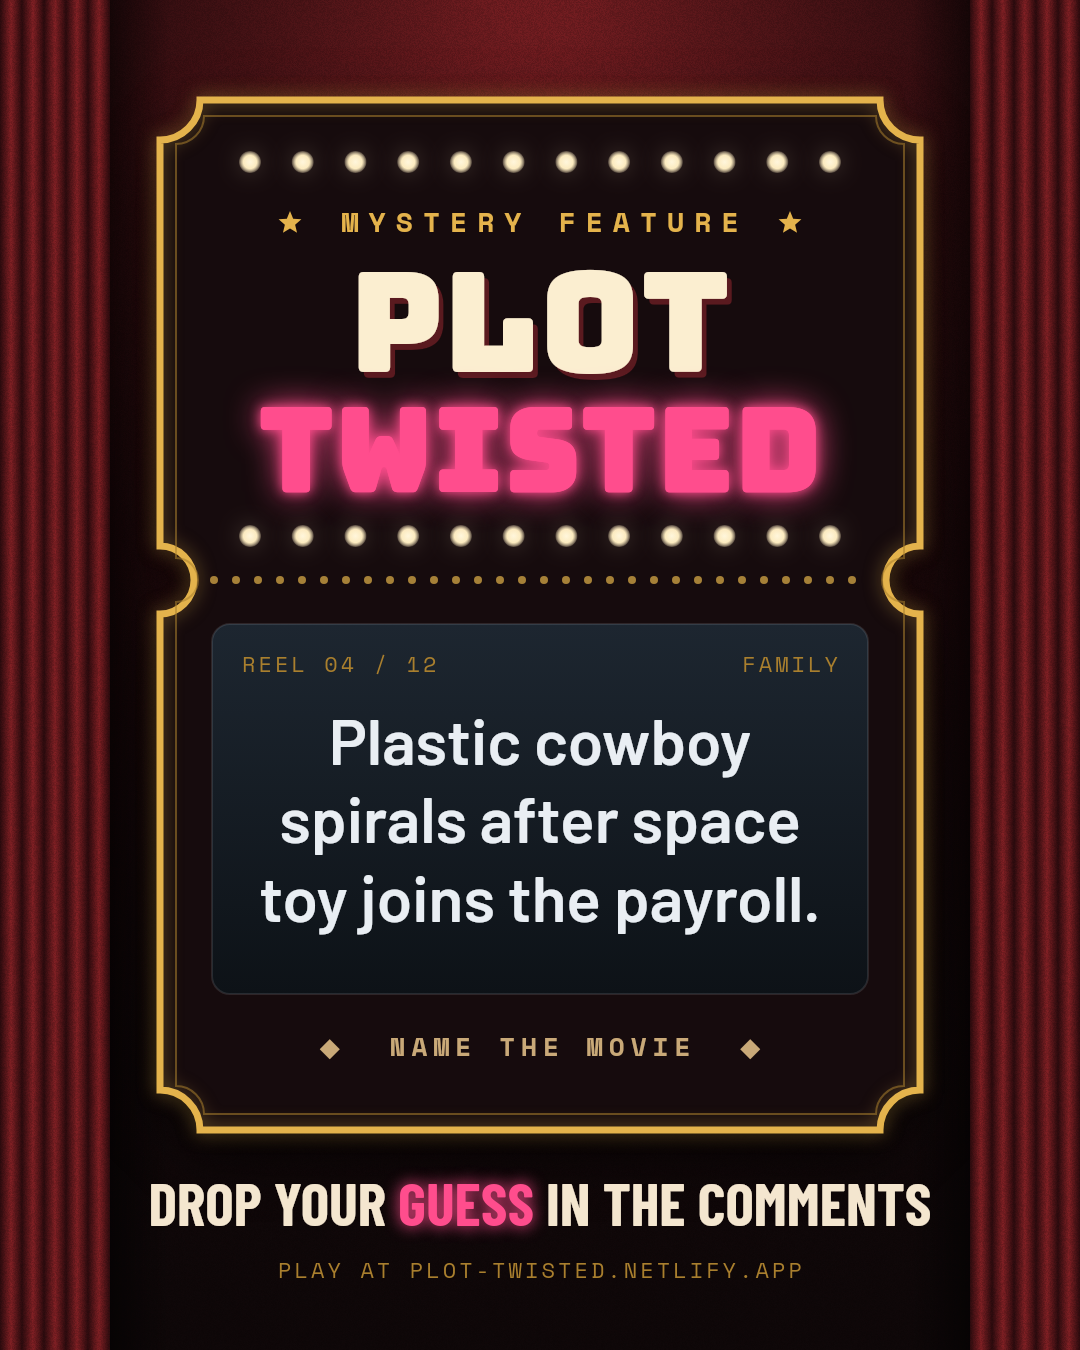 ★ MYSTERY FEATURE ★
PLOT
TWISTED
REEL 04 / 12 FAMILY
Plastic cowboy
spirals after space
toy joins the payroll.
◆ NAME THE MOVIE ◆
DROP YOUR GUESS IN THE COMMENTS
PLAY AT PLOT-TWISTED.NETLIFY.APP